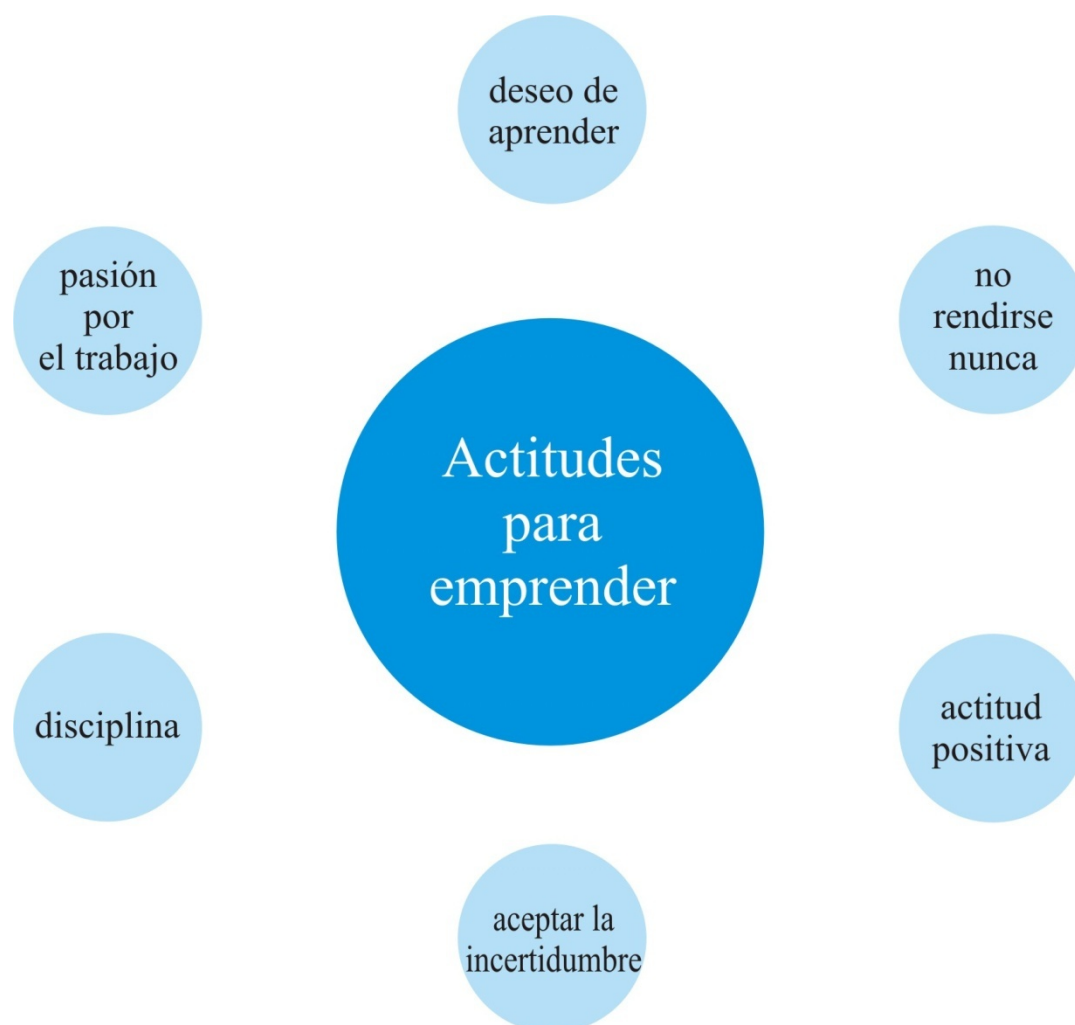 deseo de
aprender
pasión
por
el trabajo
no
rendirse
nunca
Actitudes
para
emprender
disciplina
actitud
positiva
aceptar la
incertidumbre